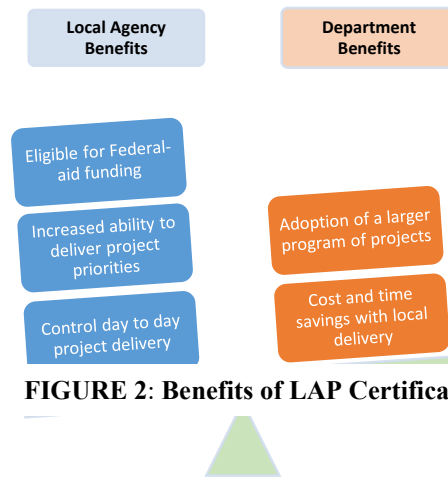 Local Agency
Benefits
Department
Benefits
Eligible for Federal-
aid funding
Increased ability to
deliver project
priorities
Control day to day
project delivery
Adoption of a larger
program of projects
Cost and time
savings with local
delivery
FIGURE 2: Benefits of LAP Certifica